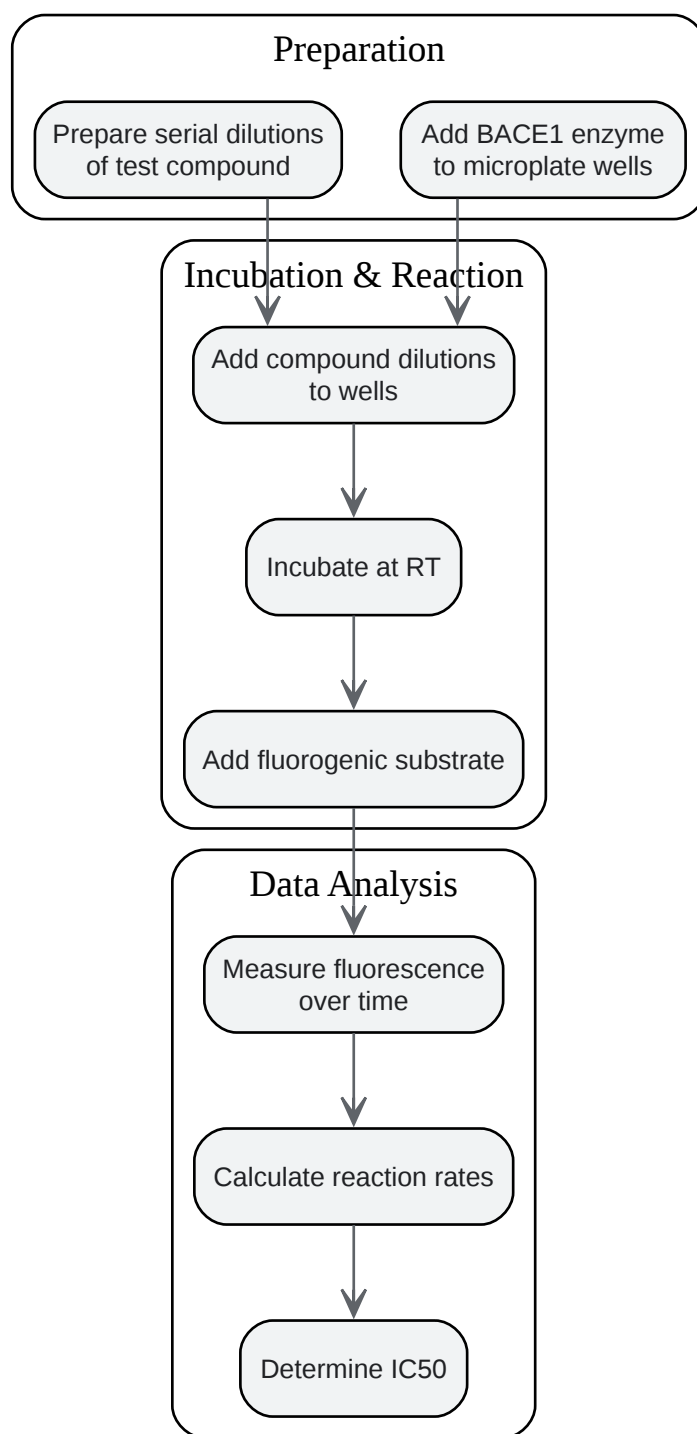 Preparation
Prepare serial dilutions
of test compound
Add BACE1 enzyme
to microplate wells
Incubation & Reaction
Add compound dilutions
to wells
Incubate at RT
Add fluorogenic substrate
Data Analysis
Measure fluorescence
over time
Calculate reaction rates
Determine IC50